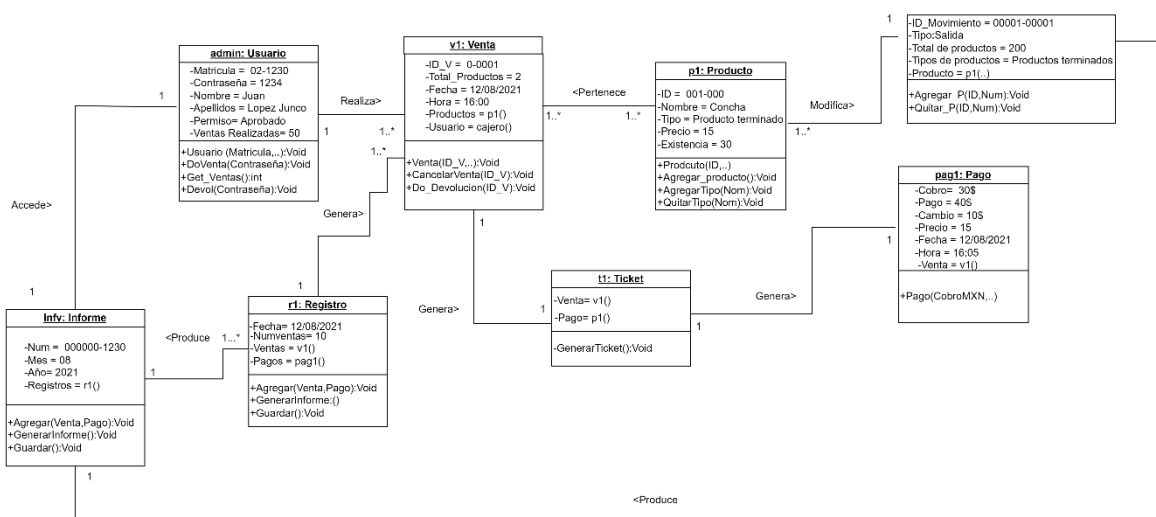 admin: Usuario
-Matricula = 02-1230
-Contraseña = 1234
-Nombre = Juan
-Apellidos = Lopez Junco
-Permiso= Aprobado
-Ventas Realizadas= 50
+Usuario (Matricula,..):Void
+DoVenta(Contraseña):Void
+Get_Ventas():int
+Devol(Contraseña):Void
1
Accede>
1
Realiza>
1
1..*
v1: Venta
-ID_V = 0-0001
-Total_Productos = 2
-Fecha = 12/08/2021
-Hora = 16:00
-Productos = p1()
-Usuario = cajero()
+Venta(ID_V,..):Void
+CancelarVenta(ID_V):Void
+Do_Devolucion(ID_V):Void
1..*
Genera>
1
<Pertenece
1..*
1..*
p1: Producto
-ID = 001-000
-Nombre = Concha
-Tipo = Producto terminado
-Precio = 15
-Existencia = 30
+Prodcuto(ID,..)
+Agregar_producto():Void
+AgregarTipo(Nom):Void
+QuitarTipo(Nom):Void
Modifica>
1..*
1
-ID_Movimiento = 00001-00001
-Tipo:Salida
-Total de productos = 200
-Tipos de productos = Productos terminados
-Producto = p1(..)
+Agregar_P(ID,Num):Void
+Quitar_P(ID,Num):Void
pag1: Pago
-Cobro= 30$
-Pago = 40$
-Cambio = 10$
-Precio = 15
-Fecha = 12/08/2021
-Hora = 16:05
-Venta = v1()
+Pago(CobroMXN,..)
1
Genera>
1
t1: Ticket
-Venta= v1()
-Pago= p1()
-GenerarTicket():Void
1
Genera>
1
r1: Registro
-Fecha= 12/08/2021
-Numventas= 10
-Ventas = v1()
-Pagos = pag1()
+Agregar(Venta,Pago):Void
+GenerarInforme:()
+Guardar():Void
<Produce
1...*
1
Infv: Informe
-Num = 000000-1230
-Mes = 08
-Año= 2021
-Registros = r1()
+Agregar(Venta,Pago):Void
+GenerarInforme():Void
+Guardar():Void
1
<Produce